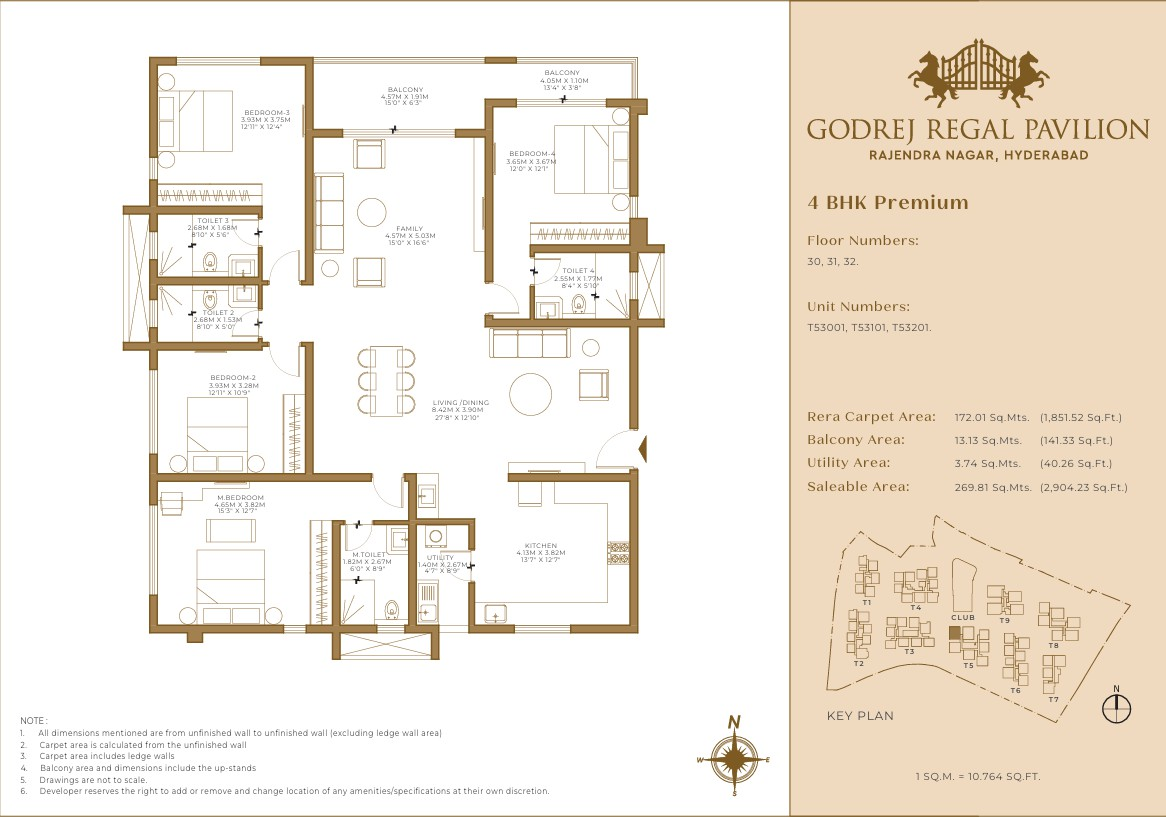 BALCONY
4.57M X 1.91M
15'0" X 6'3"
BALCONY
4.05M X 1.10M
13'4" X 3'8"
BEDROOM-3
3.93M X 3.75M
12'11" X 12'4"
BEDROOM-4
3.65M X 3.67M
12'0" X 12'1"
TOILET 3
2.68M X 1.68M
8'10" X 5'6"
FAMILY
4.57M X 5.03M
15'0" X 16'6"
TOILET 4
2.55M X 1.77M
8'4" X 5'10"
TOILET 2
2.68M X 1.53M
8'10" X 5'0"
BEDROOM-2
3.93M X 3.28M
12'11" X 10'9"
LIVING /DINING
8.42M X 3.90M
27'8" X 12'10"
M.BEDROOM
4.65M X 3.82M
15'3" X 12'7"
M.TOILET
1.82M X 2.67M
6'0" X 8'9"
UTILITY
1.40M X 2.67M
4'7" X 8'9"
KITCHEN
4.13M X 3.82M
13'7" X 12'7"
NOTE :
1. All dimensions mentioned are from unfinished wall to unfinished wall (excluding ledge wall area)
2. Carpet area is calculated from the unfinished wall
3. Carpet area includes ledge walls
4. Balcony area and dimensions include the up-stands
5. Drawings are not to scale.
6. Developer reserves the right to add or remove and change location of any amenities/specifications at their own discretion.
N
W E
S
GODREJ REGAL PAVILION
RAJENDRA NAGAR, HYDERABAD
4 BHK Premium
Floor Numbers:
30, 31, 32.
Unit Numbers:
T53001, T53101, T53201.
Rera Carpet Area: 172.01 Sq.Mts. (1,851.52 Sq.Ft.)
Balcony Area: 13.13 Sq.Mts. (141.33 Sq.Ft.)
Utility Area: 3.74 Sq.Mts. (40.26 Sq.Ft.)
Saleable Area: 269.81 Sq.Mts. (2,904.23 Sq.Ft.)
T1
T4
CLUB
T9
T2
T3
T5
T8
T6
T7
N
KEY PLAN
1 SQ.M. = 10.764 SQ.FT.